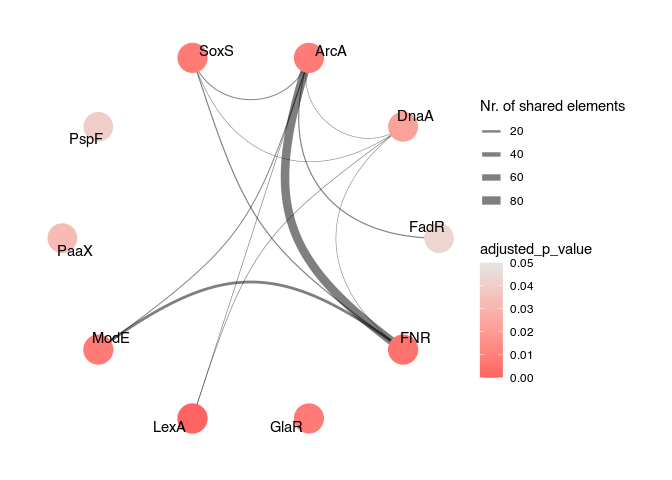 SoxS
ArcA
PspF
DnaA
PaaX
FadR
ModE
FNR
LexA
GlaR
Nr. of shared elements
20
40
60
80
adjusted_p_value
0.05
0.04
0.03
0.02
0.01
0.00